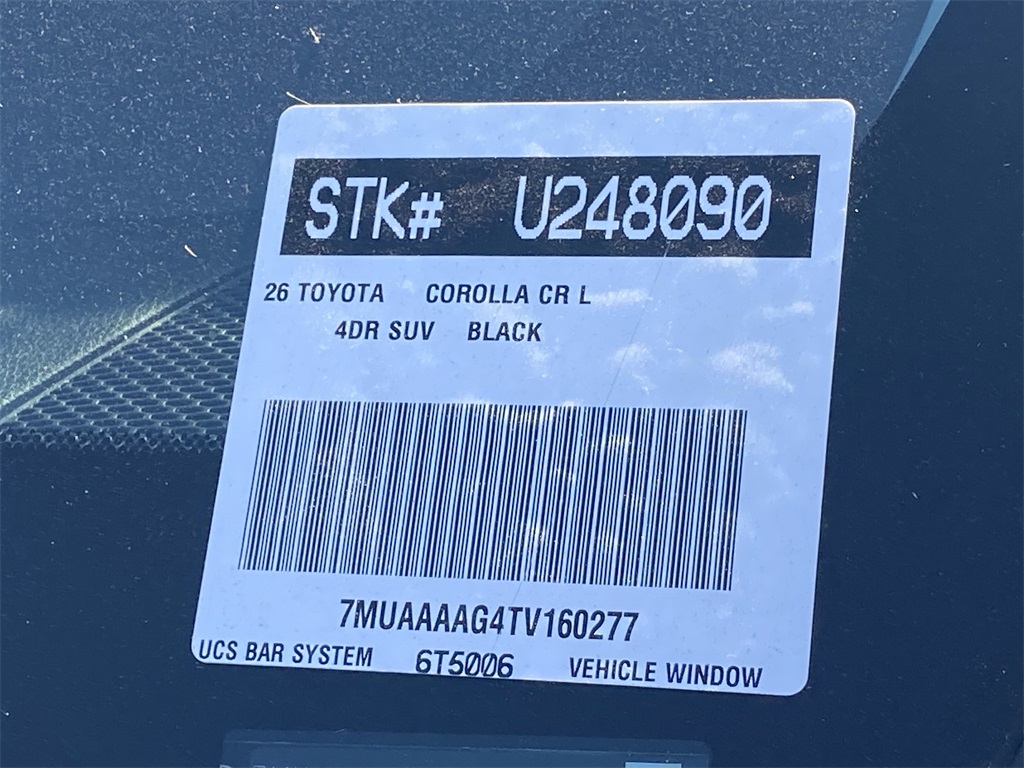 STK# U248090
26 TOYOTA COROLLA CR L
4DR SUV BLACK
7MUAAAAG4TV160277
UCS BAR SYSTEM 6T5006 VEHICLE WINDOW